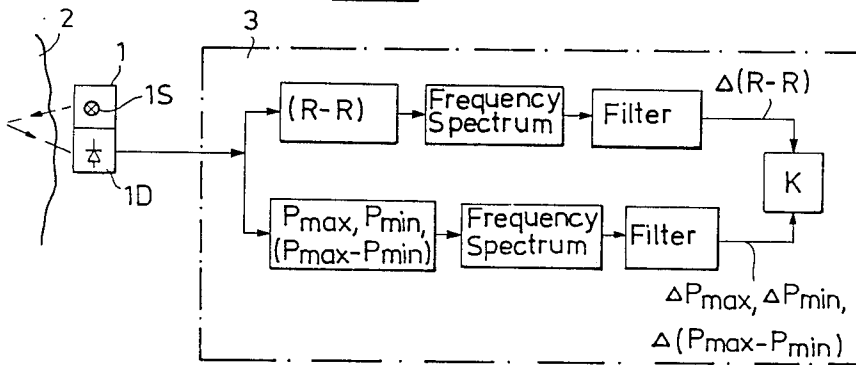 2
1
1S
1D
3
(R-R)
Frequency
Spectrum
Filter
Δ(R-R)
K
Pmax, Pmin,
(Pmax-Pmin)
Frequency
Spectrum
Filter
ΔPmax, ΔPmin,
Δ(Pmax-Pmin)